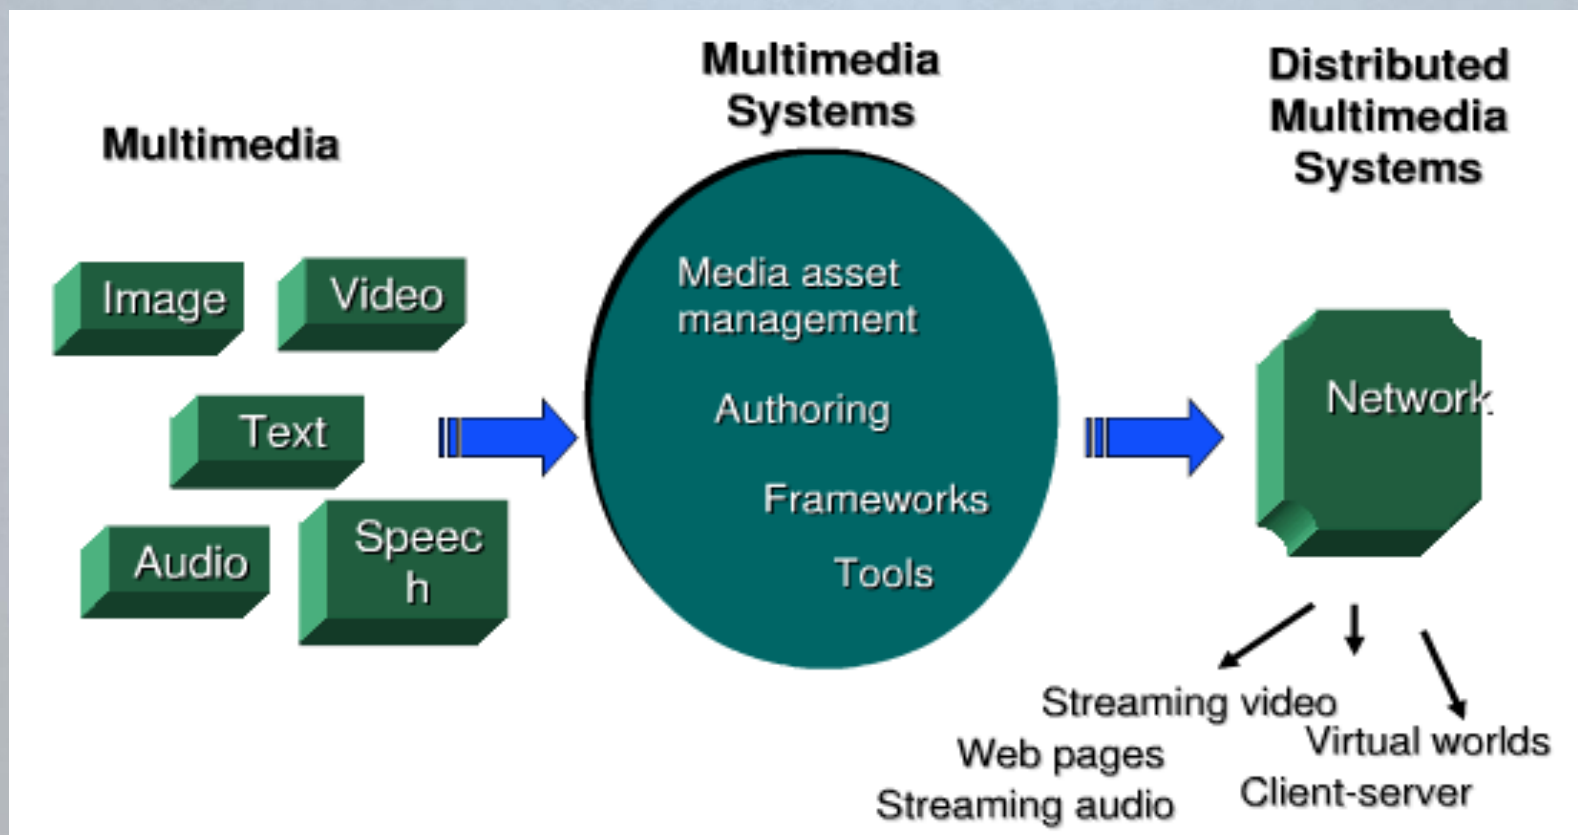 Multimedia
Image
Video
Text
Audio
Speec
h
Multimedia
Systems
Media asset
management
Authoring
Frameworks
Tools
Distributed
Multimedia
Systems
Network
Streaming video
Virtual worlds
Web pages
Client-server
Streaming audio